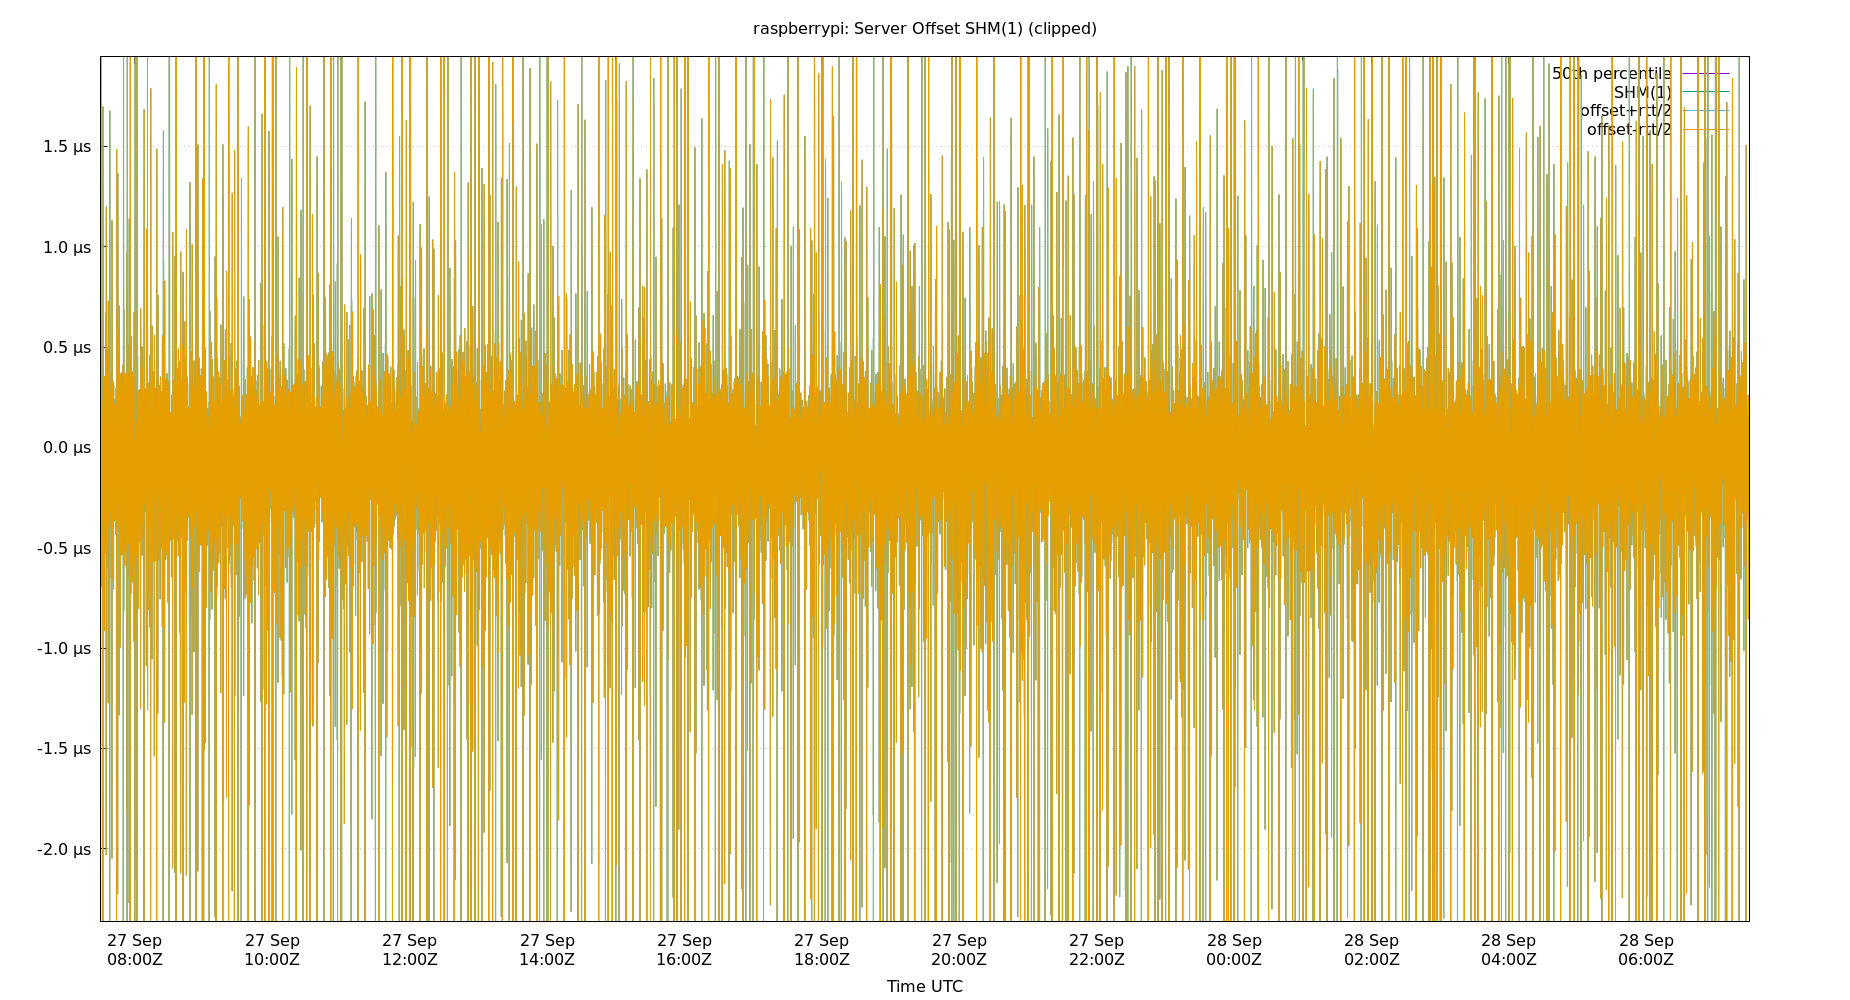 raspberrypi: Server Offset SHM(1) (clipped)
50th percentile
SHM(1)
offset+rtt/2
offset-rtt/2
1.5 µs
1.0 µs
0.5 µs
0.0 µs
-0.5 µs
-1.0 µs
-1.5 µs
-2.0 µs
27 Sep 27 Sep 27 Sep 27 Sep 27 Sep 27 Sep 27 Sep 27 Sep 28 Sep 28 Sep 28 Sep 28 Sep
08:00Z 10:00Z 12:00Z 14:00Z 16:00Z 18:00Z 20:00Z 22:00Z 00:00Z 02:00Z 04:00Z 06:00Z
Time UTC